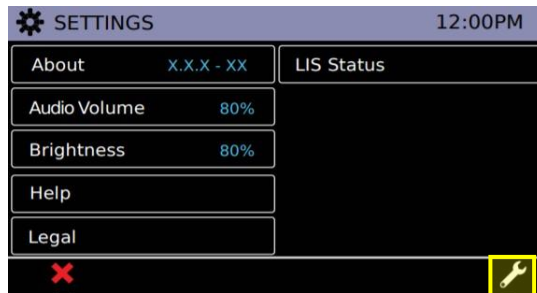 SETTINGS 12:00PM
About X.X.X - XX
LIS Status
Audio Volume 80%
Brightness 80%
Help
Legal